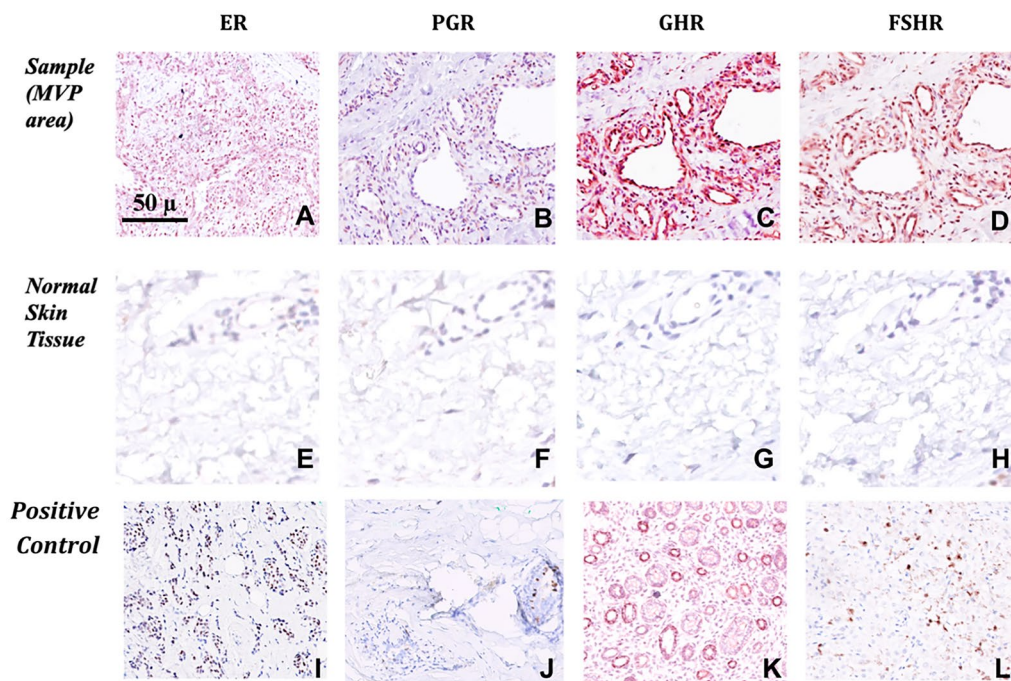 ER PGR GHR FSHR
Sample
(MVP
area)
50 µ
A B C D
Normal
Skin
Tissue
E F G H
Positive
Control
I J K L